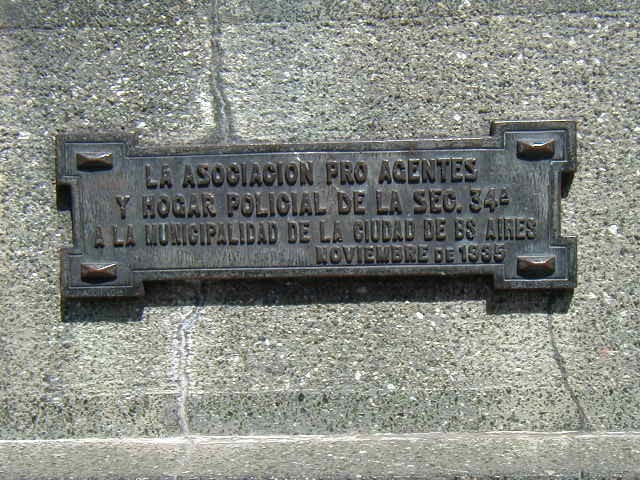 LA ASOCIACION PRO AGENTES
Y HOGAR POLICIAL DE LA SEC. 34ª
A LA MUNICIPALIDAD DE LA CIUDAD DE BS AIRES
NOVIEMBRE DE 1935